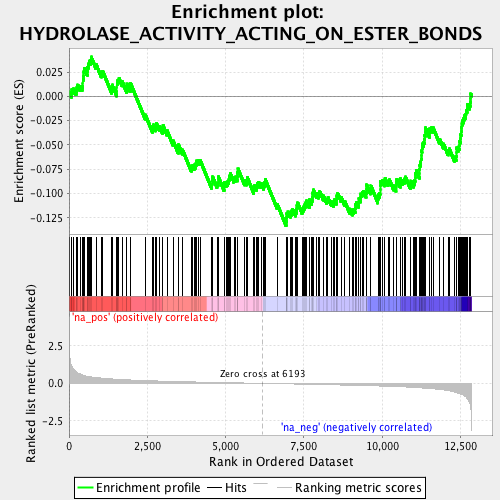 Enrichment plot:
HYDROLASE_ACTIVITY_ACTING_ON_ESTER_BONDS
Enrichment score (ES)
0.025
0.000
-0.025
-0.050
-0.075
-0.100
-0.125
'na_pos' (positively correlated)
Ranked list metric (PreRanked)
2.5
0.0
-2.5
Zero cross at 6193
'na_neg' (negatively correlated)
0
2,500
5,000
7,500
10,000
12,500
Rank in Ordered Dataset
Enrichment profile
Hits
Ranking metric scores